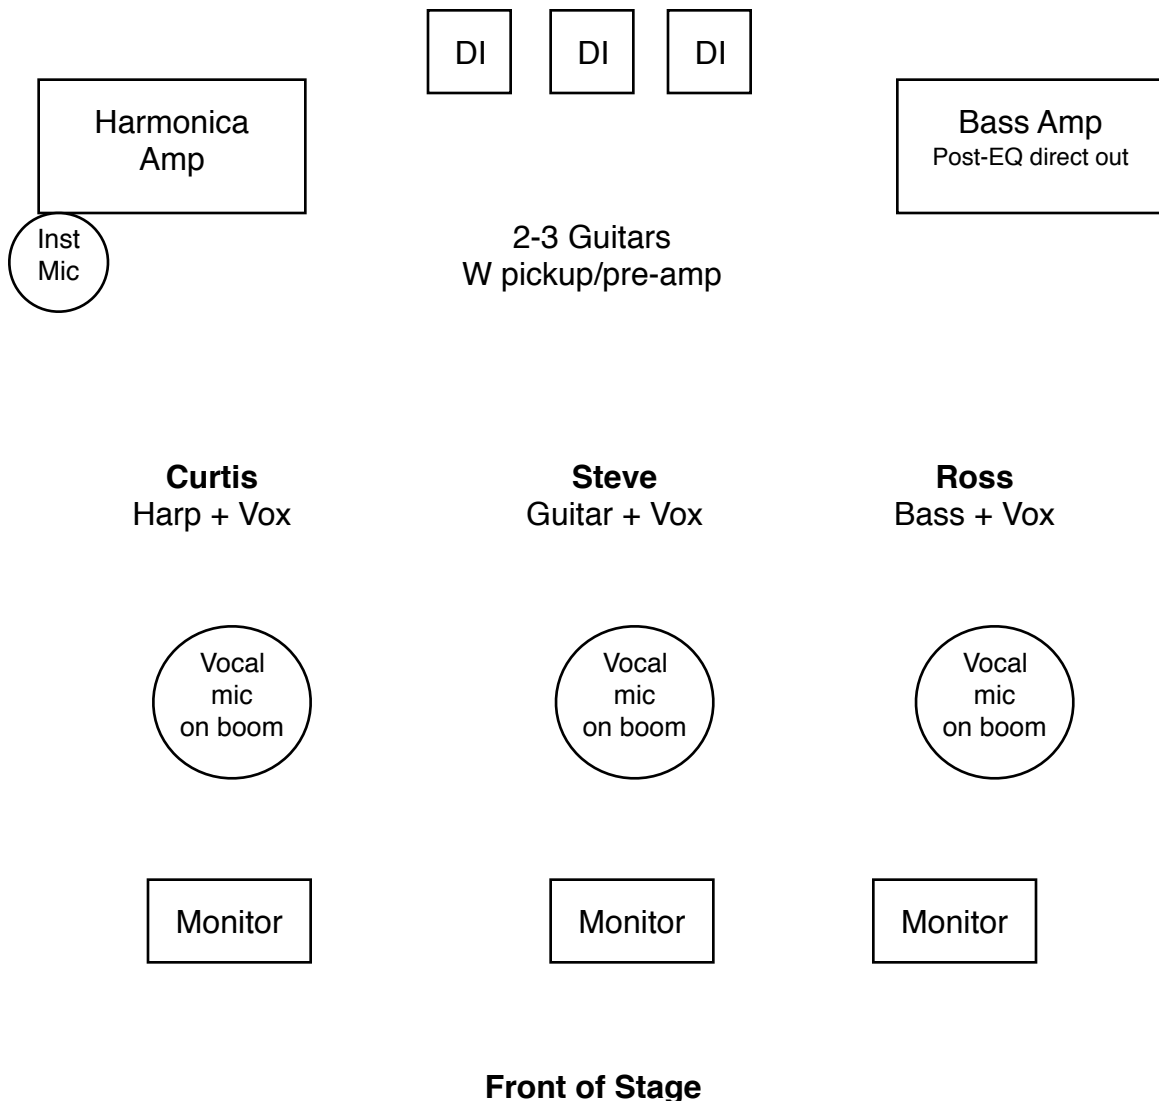 DI
DI
DI
Harmonica
Amp
Bass Amp
Post-EQ direct out
Inst
Mic
2-3 Guitars
W pickup/pre-amp
Curtis
Harp + Vox
Steve
Guitar + Vox
Ross
Bass + Vox
Vocal
mic
on boom
Vocal
mic
on boom
Vocal
mic
on boom
Monitor
Monitor
Monitor
Front of Stage